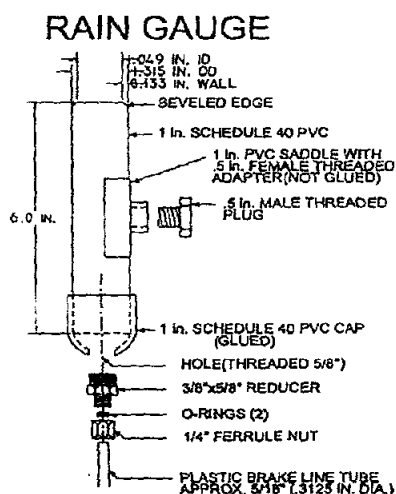 RAIN GAUGE
1.049 IN. ID
1.315 IN. OD
0.133 IN. WALL
BEVELED EDGE
1 in. SCHEDULE 40 PVC
1 in. PVC SADDLE WITH
.5 in. FEMALE THREADED
ADAPTER(NOT GLUED)
6.0 IN.
.5 in. MALE THREADED
PLUG
1 in. SCHEDULE 40 PVC CAP
(GLUED)
HOLE(THREADED 5/8")
3/8"x5/8" REDUCER
O-RINGS (2)
1/4" FERRULE NUT
PLASTIC BRAKE LINE TUBE
APPROX. 5/16" (.3125 IN. DIA.)